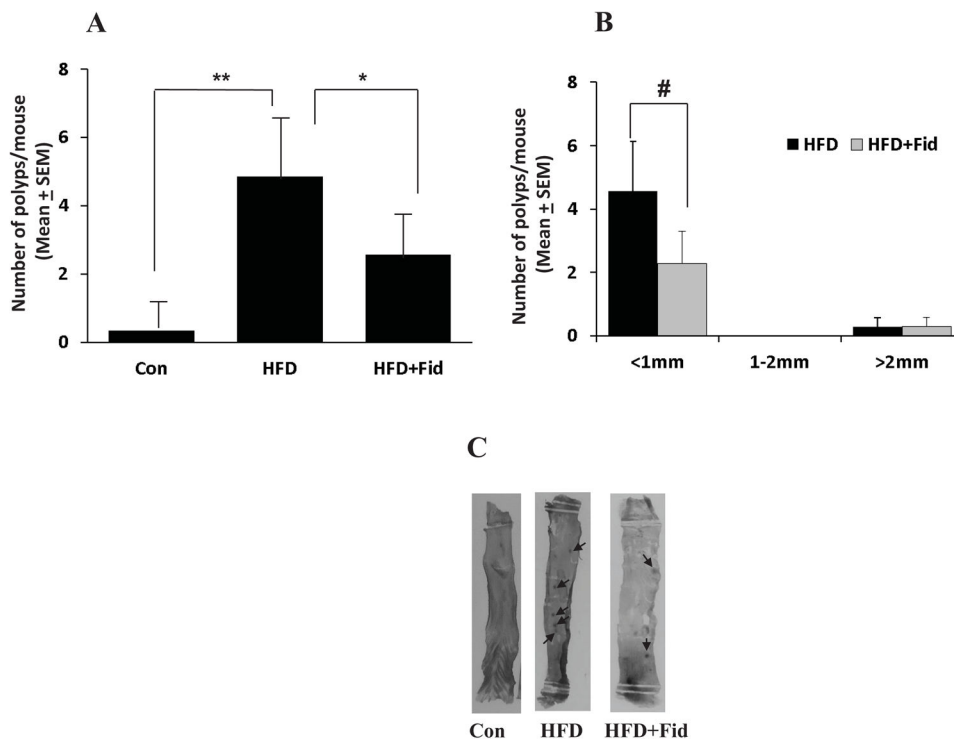 A
Number of polyps/mouse
(Mean ± SEM)
8
6
4
2
0
**
*
Con
HFD
HFD+Fid
B
Number of polyps/mouse
(Mean ± SEM)
8
6
4
2
0
#
HFD
HFD+Fid
<1mm
1-2mm
>2mm
C
Con
HFD
HFD+Fid